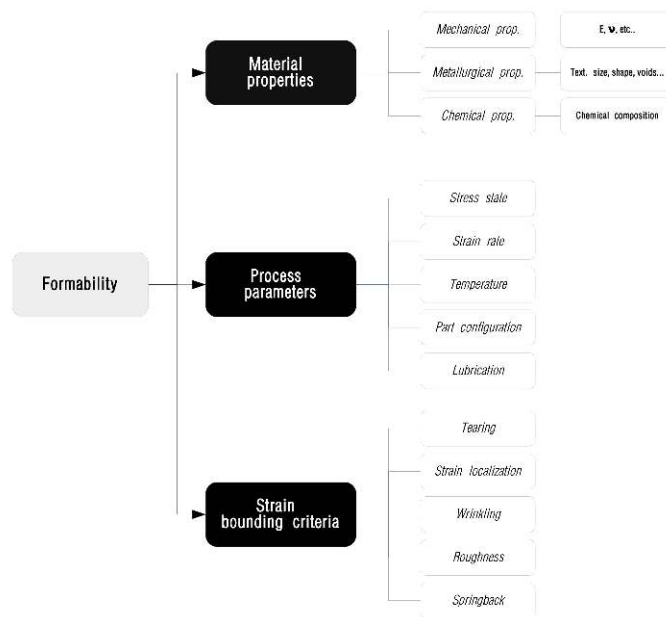 Formability
Material
properties
Mechanical prop.
E, ν, etc..
Metallurgical prop.
Text. size, shape, voids...
Chemical prop.
Chemical composition
Process
parameters
Stress state
Strain rate
Temperature
Part configuration
Lubrication
Strain
bounding criteria
Tearing
Strain localization
Wrinkling
Roughness
Springback